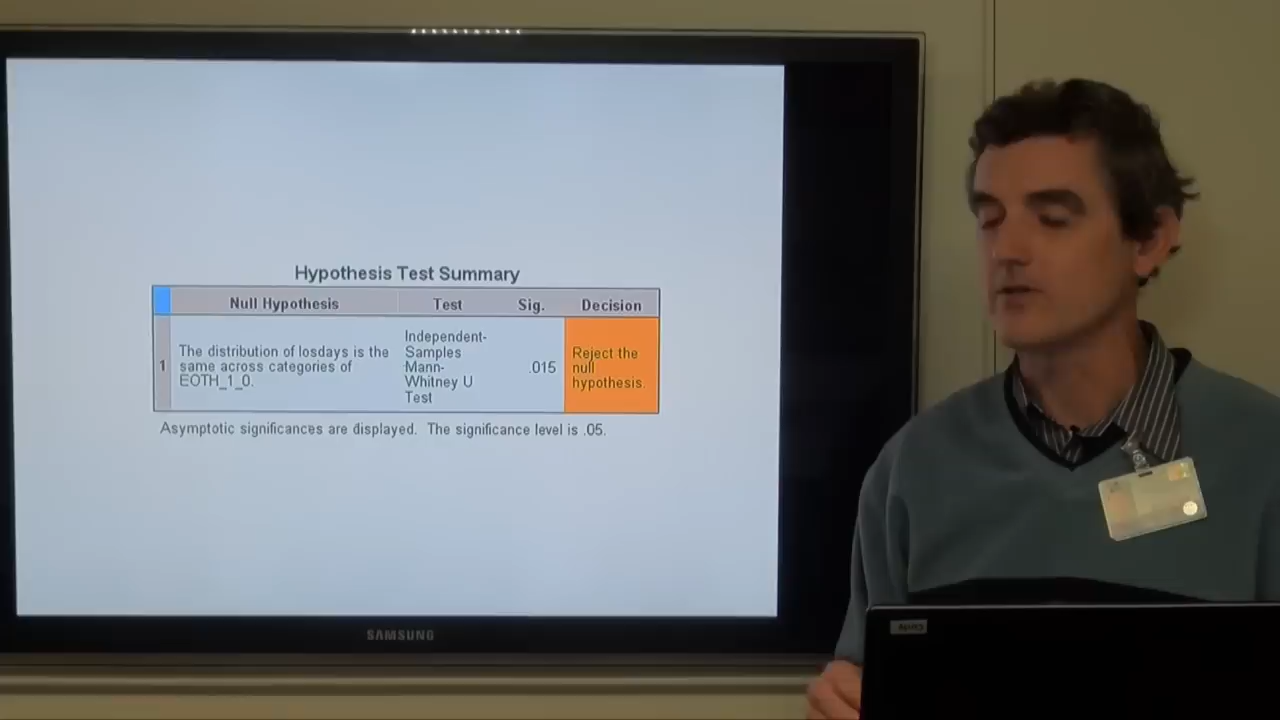 Hypothesis Test Summary
Null Hypothesis Test Sig. Decision
1 The distribution of losdays is the same across categories of EOTH_1_0.
Independent-
Samples
Mann-
Whitney U
Test
.015
Reject the
null
hypothesis.
Asymptotic significances are displayed. The significance level is .05.
SAMSUNG